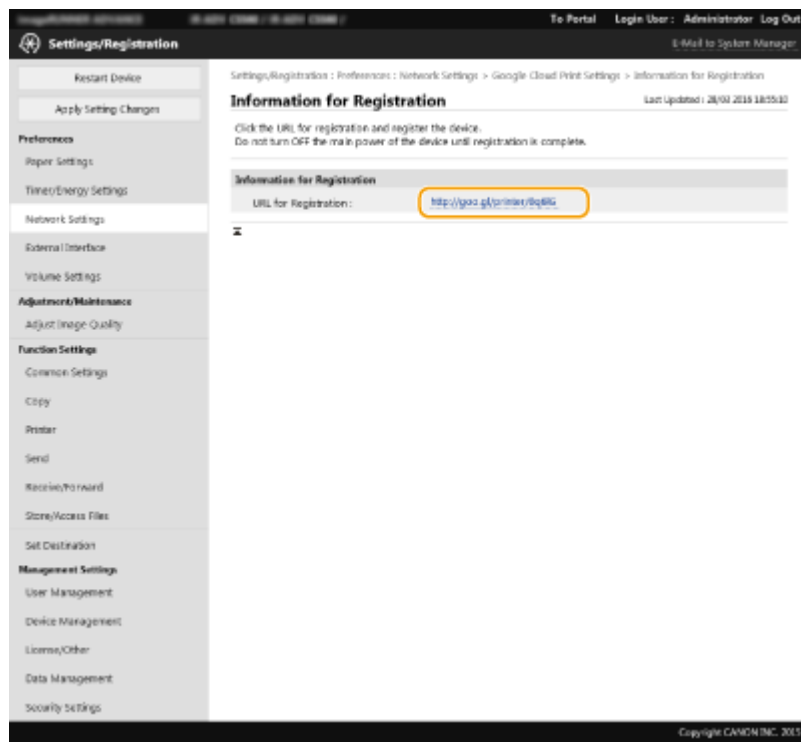 To Portal Login User : Administrator Log Out
Settings/Registration
E-Mail to System Manager
Restart Device
Apply Setting Changes
Preferences
Paper Settings
Timer/Energy Settings
Network Settings
External Interface
Volume Settings
Adjustment/Maintenance
Adjust Image Quality
Function Settings
Common Settings
Copy
Printer
Send
Receive/Forward
Store/Access Files
Set Destination
Management Settings
User Management
Device Management
License/Other
Data Management
Security Settings
Settings/Registration : Preferences : Network Settings > Google Cloud Print Settings > Information for Registration
Information for Registration
Last Updated : 28/03 2016 18:55:10
Click the URL for registration and register the device.
Do not turn OFF the main power of the device until registration is complete.
Information for Registration
URL for Registration :
Copyright CANON INC. 2015